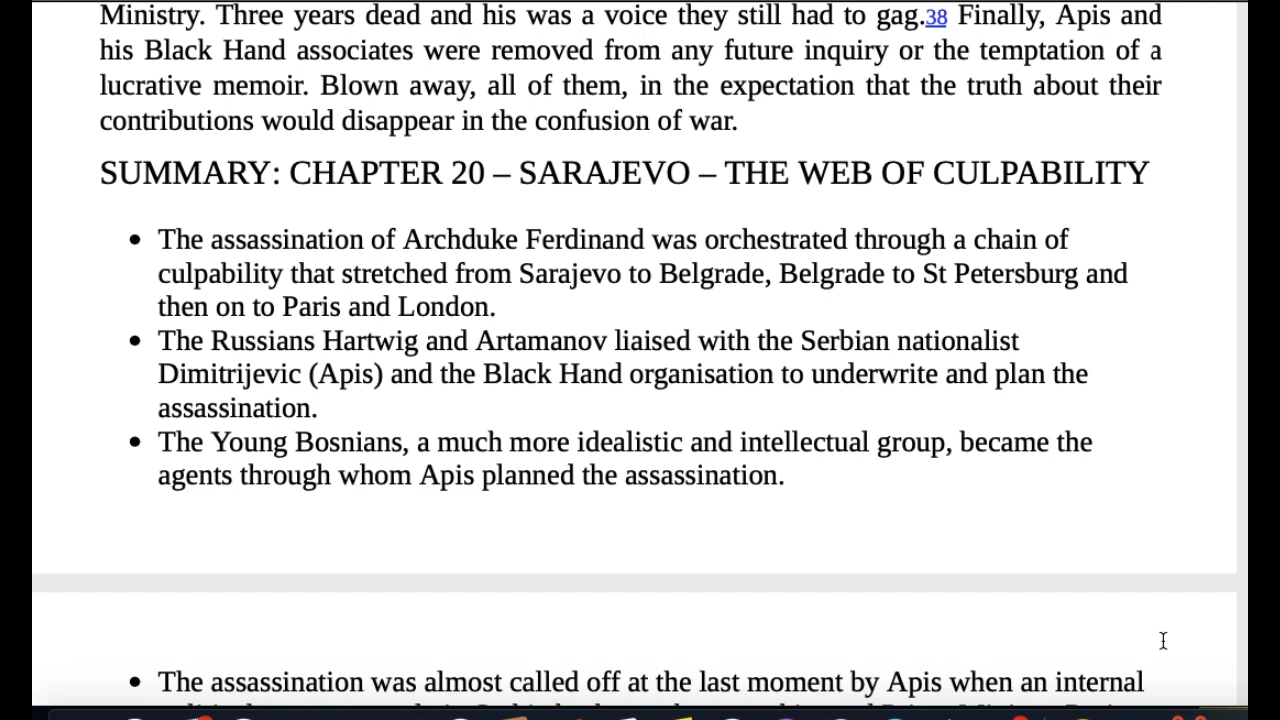 Ministry. Three years dead and his was a voice they still had to gag.38 Finally, Apis and
his Black Hand associates were removed from any future inquiry or the temptation of a
lucrative memoir. Blown away, all of them, in the expectation that the truth about their
contributions would disappear in the confusion of war.
SUMMARY: CHAPTER 20 – SARAJEVO – THE WEB OF CULPABILITY
• The assassination of Archduke Ferdinand was orchestrated through a chain of
culpability that stretched from Sarajevo to Belgrade, Belgrade to St Petersburg and
then on to Paris and London.
• The Russians Hartwig and Artamanov liaised with the Serbian nationalist
Dimitrijevic (Apis) and the Black Hand organisation to underwrite and plan the
assassination.
• The Young Bosnians, a much more idealistic and intellectual group, became the
agents through whom Apis planned the assassination.
• The assassination was almost called off at the last moment by Apis when an internal